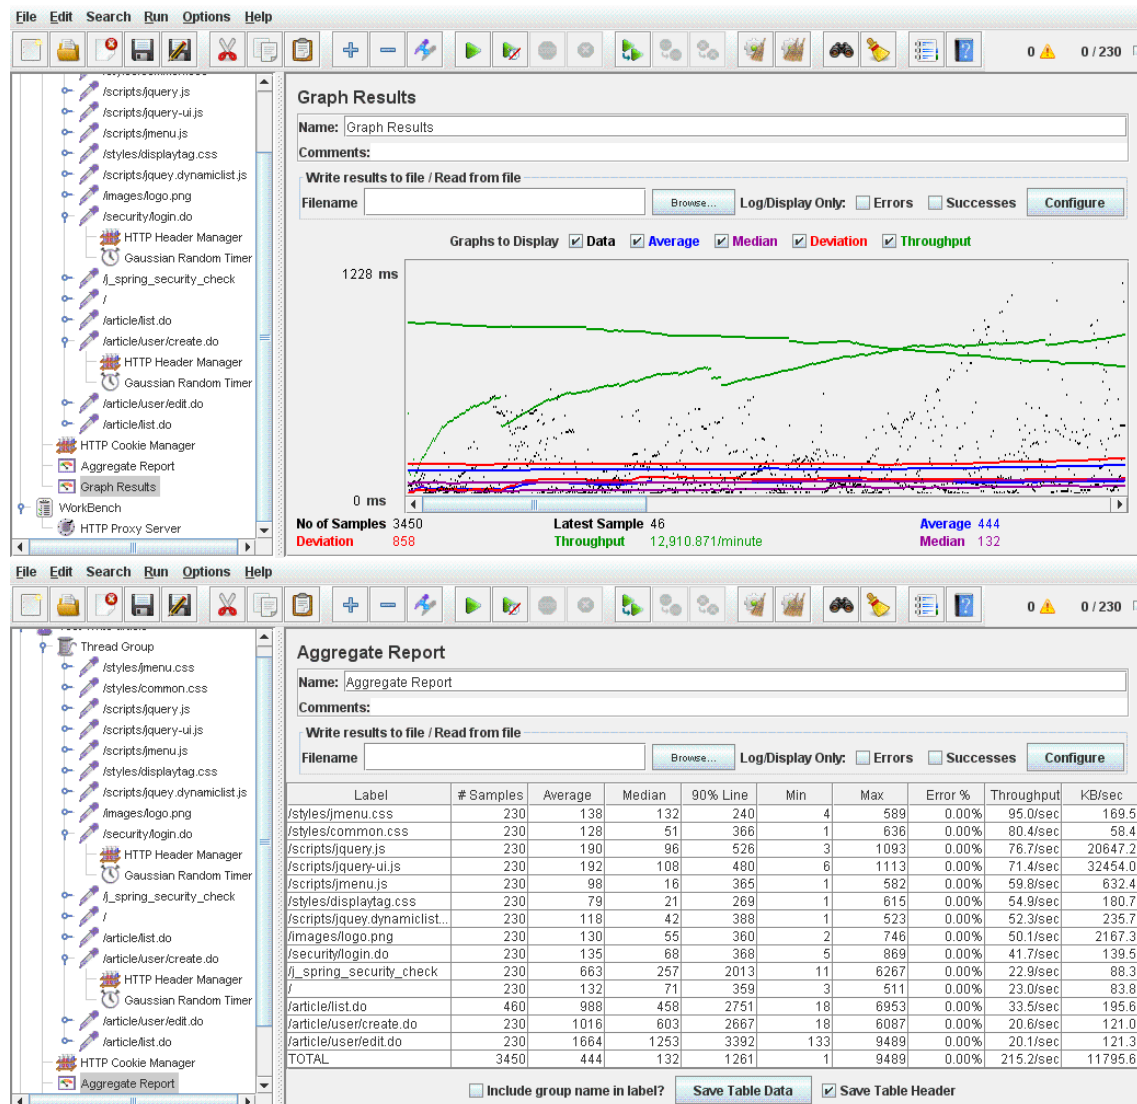 File Edit Search Run Options Help
0 0 / 230
/scripts/jquery.js
/scripts/jquery-ui.js
/scripts/jmenu.js
/styles/displaytag.css
/scripts/jquey.dynamiclist.js
/images/logo.png
/security/login.do
HTTP Header Manager
Gaussian Random Timer
/j_spring_security_check
/
/article/list.do
/article/user/create.do
HTTP Header Manager
Gaussian Random Timer
/article/user/edit.do
/article/list.do
HTTP Cookie Manager
Aggregate Report
Graph Results
WorkBench
HTTP Proxy Server
Graph Results
Name: Graph Results
Comments:
Write results to file / Read from file
Filename Browse... Log/Display Only: Errors Successes Configure
Graphs to Display Data Average Median Deviation Throughput
1228 ms
0 ms
No of Samples 3450 Latest Sample 46 Average 444
Deviation 858 Throughput 12,910.871/minute Median 132
File Edit Search Run Options Help
0 0 / 230
Thread Group
/styles/jmenu.css
/styles/common.css
/scripts/jquery.js
/scripts/jquery-ui.js
/scripts/jmenu.js
/styles/displaytag.css
/scripts/jquey.dynamiclist.js
/images/logo.png
/security/login.do
HTTP Header Manager
Gaussian Random Timer
/j_spring_security_check
/
/article/list.do
/article/user/create.do
HTTP Header Manager
Gaussian Random Timer
/article/user/edit.do
/article/list.do
HTTP Cookie Manager
Aggregate Report
Aggregate Report
Name: Aggregate Report
Comments:
Write results to file / Read from file
Filename Browse... Log/Display Only: Errors Successes Configure
Label # Samples Average Median 90% Line Min Max Error % Throughput KB/sec
/styles/jmenu.css 230 138 132 240 4 589 0.00% 95.0/sec 169.5
/styles/common.css 230 128 51 366 1 636 0.00% 80.4/sec 58.4
/scripts/jquery.js 230 190 96 526 3 1093 0.00% 76.7/sec 20647.2
/scripts/jquery-ui.js 230 192 108 480 6 1113 0.00% 71.4/sec 32454.0
/scripts/jmenu.js 230 98 16 365 1 582 0.00% 59.8/sec 632.4
/styles/displaytag.css 230 79 21 269 1 615 0.00% 54.9/sec 180.7
/scripts/jquey.dynamiclist... 230 118 42 388 1 523 0.00% 52.3/sec 235.7
/images/logo.png 230 130 55 360 2 746 0.00% 50.1/sec 2167.3
/security/login.do 230 135 68 368 5 869 0.00% 41.7/sec 139.5
/j_spring_security_check 230 663 257 2013 11 6267 0.00% 22.9/sec 88.3
/ 230 132 71 359 3 511 0.00% 23.0/sec 83.8
/article/list.do 460 988 458 2751 18 6953 0.00% 33.5/sec 195.6
/article/user/create.do 230 1016 603 2667 18 6087 0.00% 20.6/sec 121.0
/article/user/edit.do 230 1664 1253 3392 133 9489 0.00% 20.1/sec 121.3
TOTAL 3450 444 132 1261 1 9489 0.00% 215.2/sec 11795.6
Include group name in label? Save Table Data Save Table Header